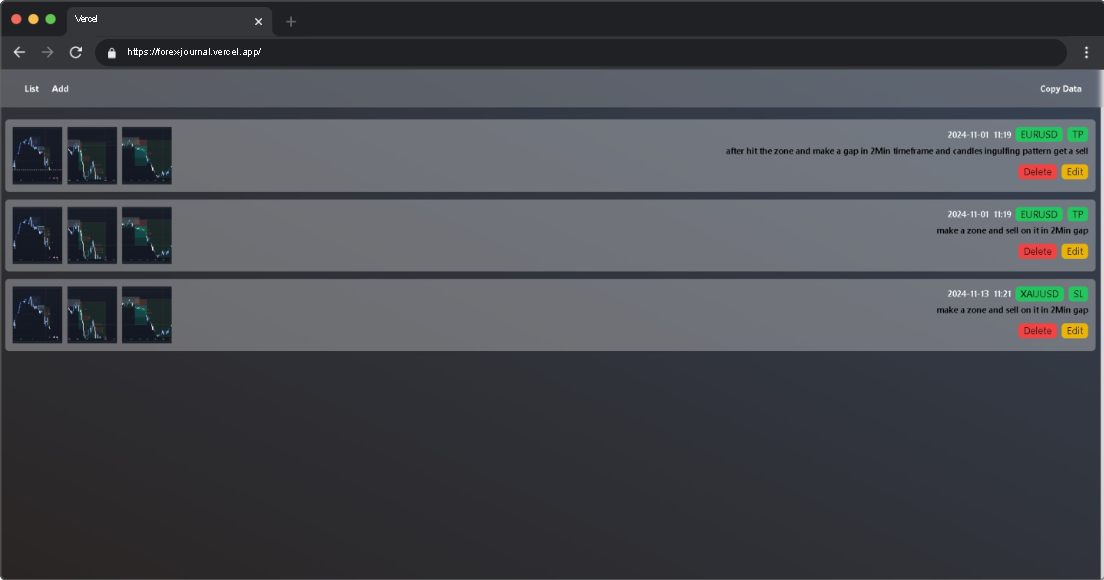 Vercel
https://forexjournal.vercel.app/
List Add Copy Data
2024-11-01 11:19 EURUSD TP
after hit the zone and make a gap in 2Min timeframe and candles ingulfing pattern get a sell
Delete Edit
2024-11-01 11:19 EURUSD TP
make a zone and sell on it in 2Min gap
Delete Edit
2024-11-13 11:21 XAUUSD SL
make a zone and sell on it in 2Min gap
Delete Edit